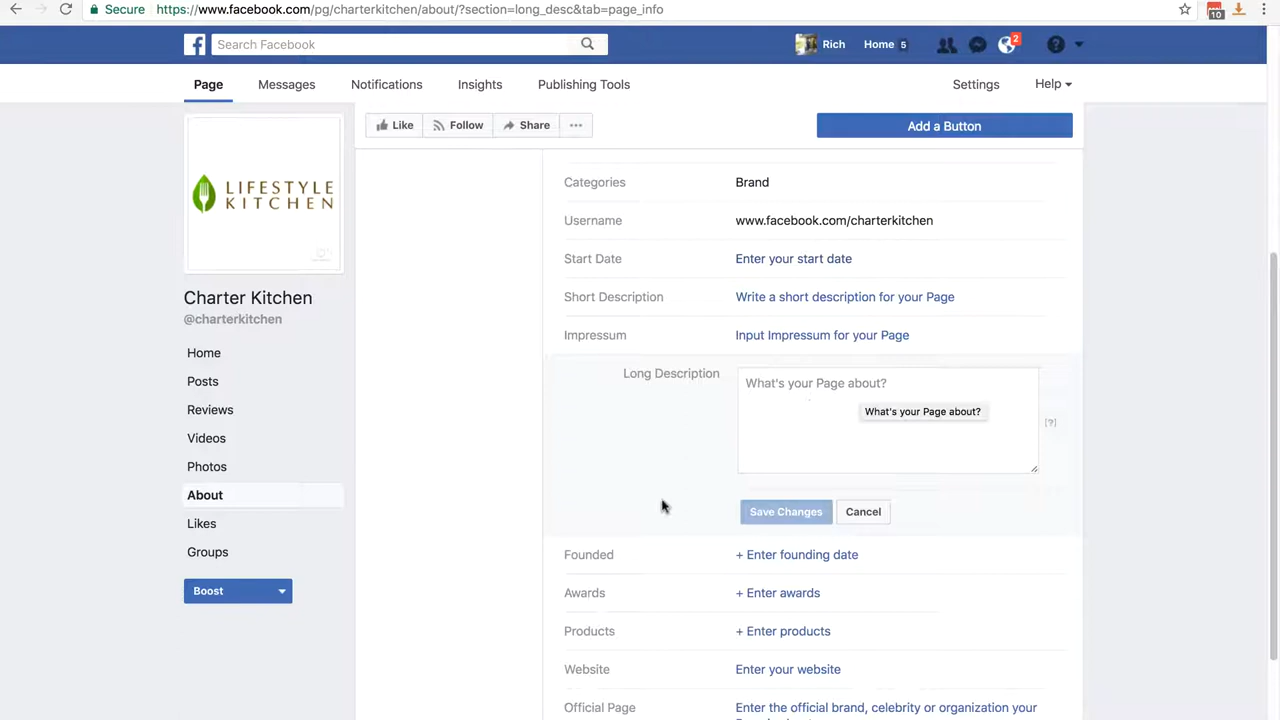 Secure https://www.facebook.com/pg/charterkitchen/about/?section=long_desc&tab=page_info
10
Search Facebook
Rich Home 5
2
Page Messages Notifications Insights Publishing Tools Settings Help
Like Follow Share ...
Add a Button
LIFESTYLE
KITCHEN
Charter Kitchen
@charterkitchen
Home
Posts
Reviews
Videos
Photos
About
Likes
Groups
Boost
Categories Brand
Username www.facebook.com/charterkitchen
Start Date Enter your start date
Short Description Write a short description for your Page
Impressum Input Impressum for your Page
Long Description What's your Page about?
What's your Page about?
[?]
Save Changes Cancel
Founded + Enter founding date
Awards + Enter awards
Products + Enter products
Website Enter your website
Official Page Enter the official brand, celebrity or organization your